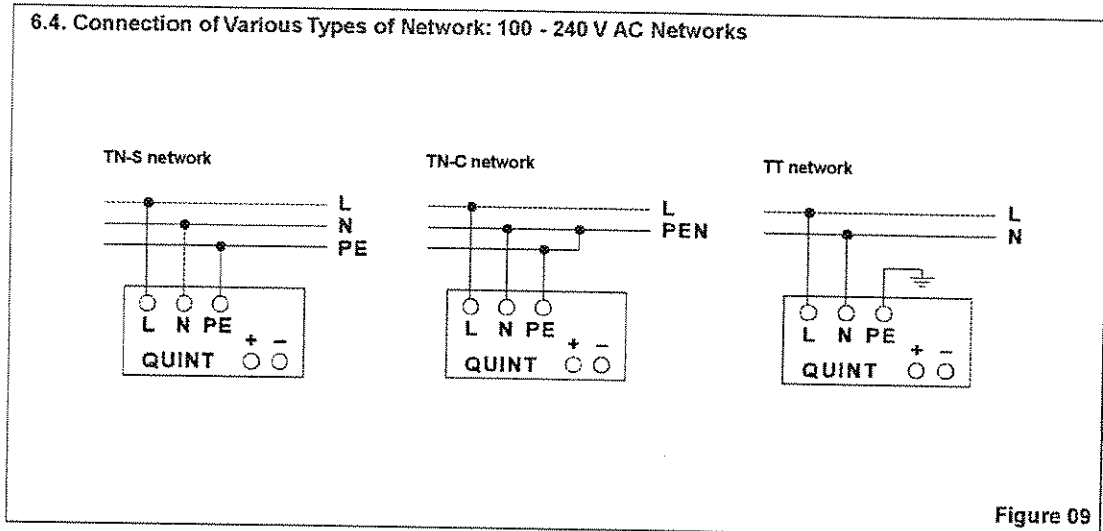 6.4. Connection of Various Types of Network: 100 - 240 V AC Networks
TN-S network
L
N
PE
L N PE
+ –
QUINT
TN-C network
L
PEN
L N PE
+ –
QUINT
TT network
L
N
L N PE
+ –
QUINT
Figure 09